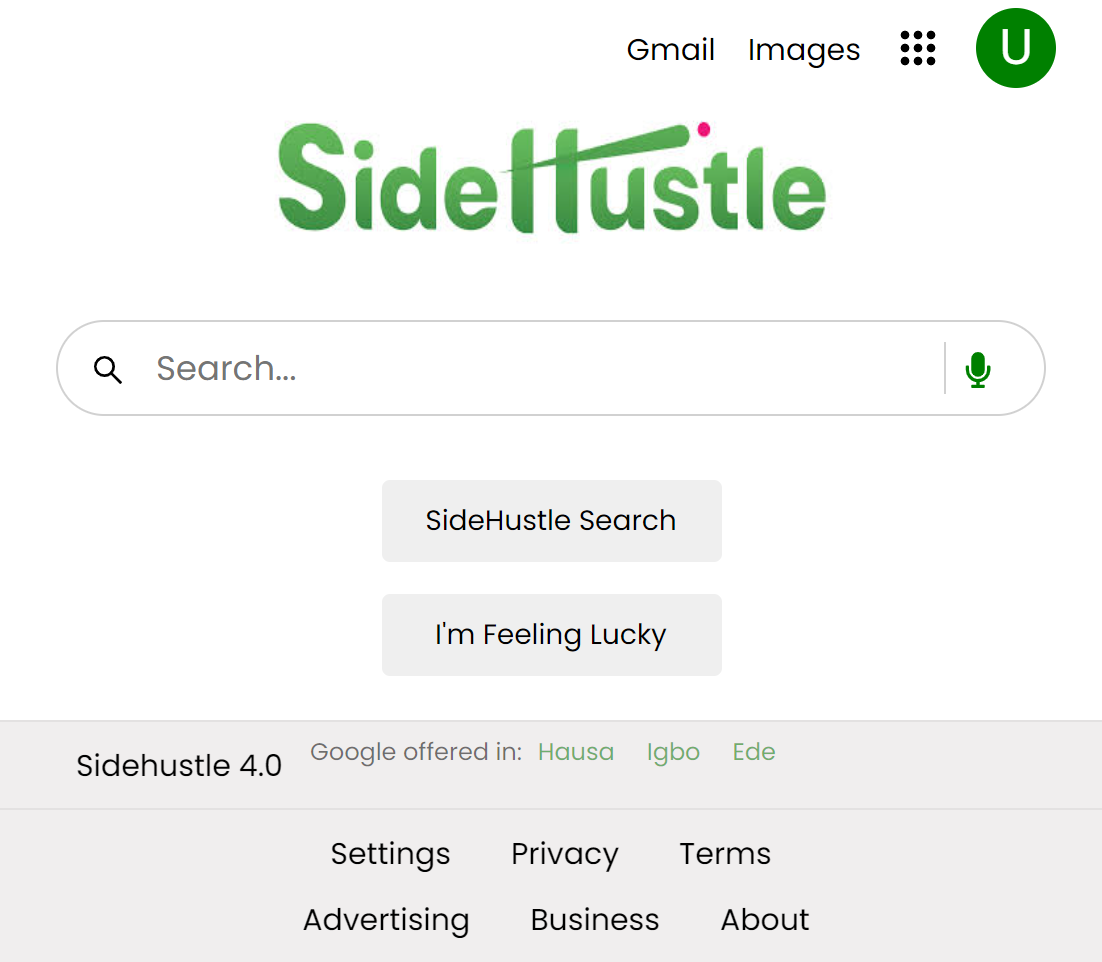 Gmail Images U
SideHustle
Search...
SideHustle Search
I'm Feeling Lucky
Sidehustle 4.0 Google offered in: Hausa Igbo Ede
Settings Privacy Terms
Advertising Business About